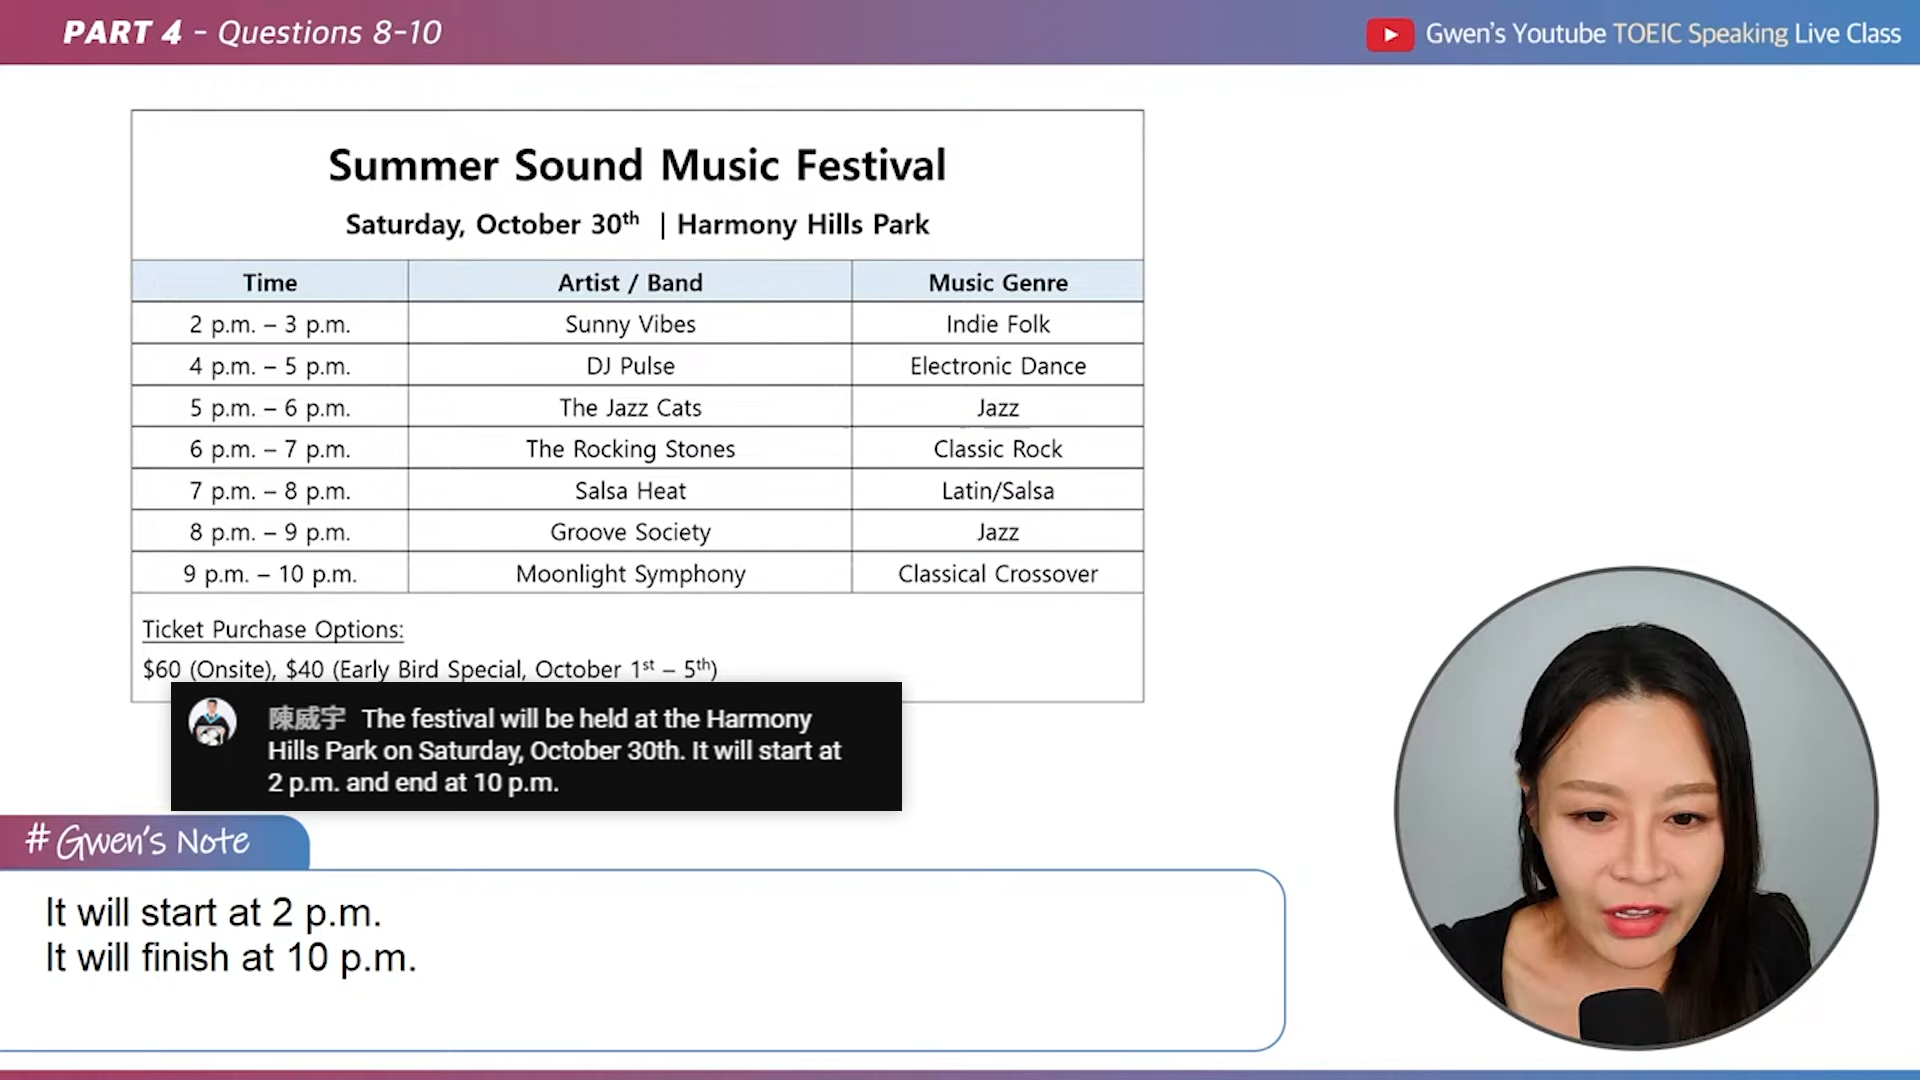 PART 4 - Questions 8-10
Gwen's Youtube TOEIC Speaking Live Class
Summer Sound Music Festival
Saturday, October 30th | Harmony Hills Park
Time Artist / Band Music Genre
2 p.m. – 3 p.m. Sunny Vibes Indie Folk
4 p.m. – 5 p.m. DJ Pulse Electronic Dance
5 p.m. – 6 p.m. The Jazz Cats Jazz
6 p.m. – 7 p.m. The Rocking Stones Classic Rock
7 p.m. – 8 p.m. Salsa Heat Latin/Salsa
8 p.m. – 9 p.m. Groove Society Jazz
9 p.m. – 10 p.m. Moonlight Symphony Classical Crossover
Ticket Purchase Options:
$60 (Onsite), $40 (Early Bird Special, October 1st – 5th)
陳威宇 The festival will be held at the Harmony
Hills Park on Saturday, October 30th. It will start at
2 p.m. and end at 10 p.m.
# Gwen's Note
It will start at 2 p.m.
It will finish at 10 p.m.